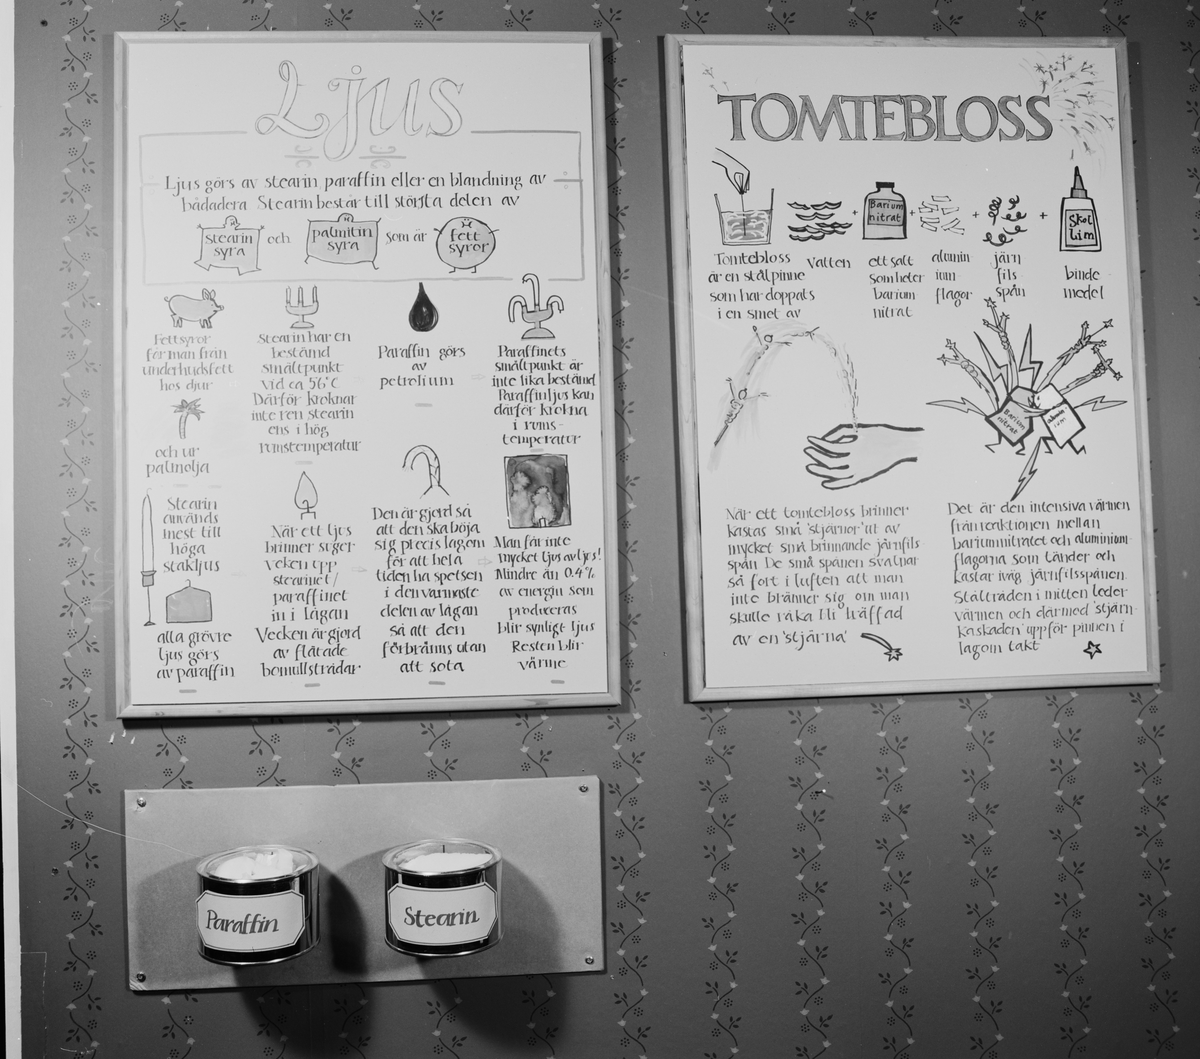 Ljus
Ljus görs av stearin paraffin eller en blandning av
bådadera Stearin består till största delen av
stearin
syra
och
palmitin
syra
som är
fett
syror
Fettsyror
får man från
underhudsfett
hos djur
och ur
palmolja
Stearin
används
mest till
höga
stakljus
alla grövre
ljus görs
av paraffin
Stearin har en
bestämd
smältpunkt
vid ca 56°C
Därför kroknar
inte ren stearin
ens i hög
rumstemperatur
När ett ljus
brinner suger
veken upp
stearinet/
paraffinet
in i lågan
Vecken är gjord
av flätade
bomullstrådar
Paraffin görs
av
petrolium
Den är gjord så
att den ska böja
sig precis lagom
för att hela
tiden ha spetsen
i den varmaste
delen av lågan
så att den
förbränns utan
att sota
Paraffinets
smältpunkt är
inte lika bestämd
Paraffinljus kan
därför krokna
i rums-
temperatur
Man får inte
mycket ljus av ljus!
Mindre än 0.4%
av energin som
produceras
blir synligt ljus
Resten blir
värme
TOMTEBLOSS
Barium
nitrat
Skol
Lim
+ + + +
Tomtebloss
är en stålpinne
som har doppats
i en smet av
vatten
ett salt
som heter
barium
nitrat
alumin
ium-
flagor
järn
fils
spån
binde
medel
Barium
nitrat
alumin-
ium
När ett tomtebloss brinner
kastas små 'stjärnor' ut av
mycket små brinnande järnfils
spån De små spånen svalnar
så fort i luften att man
inte bränner sig om man
skulle råka bli träffad
av en 'stjärna'
Det är den intensiva värmen
från reaktionen mellan
bariumnitratet och aluminium-
flagorna som tänder och
kastar iväg järnfilsspånen.
Ståltråden i mitten leder
värmen och därmed 'stjärn-
kaskaden' uppför pinnen i
lagom takt
Paraffin
Stearin